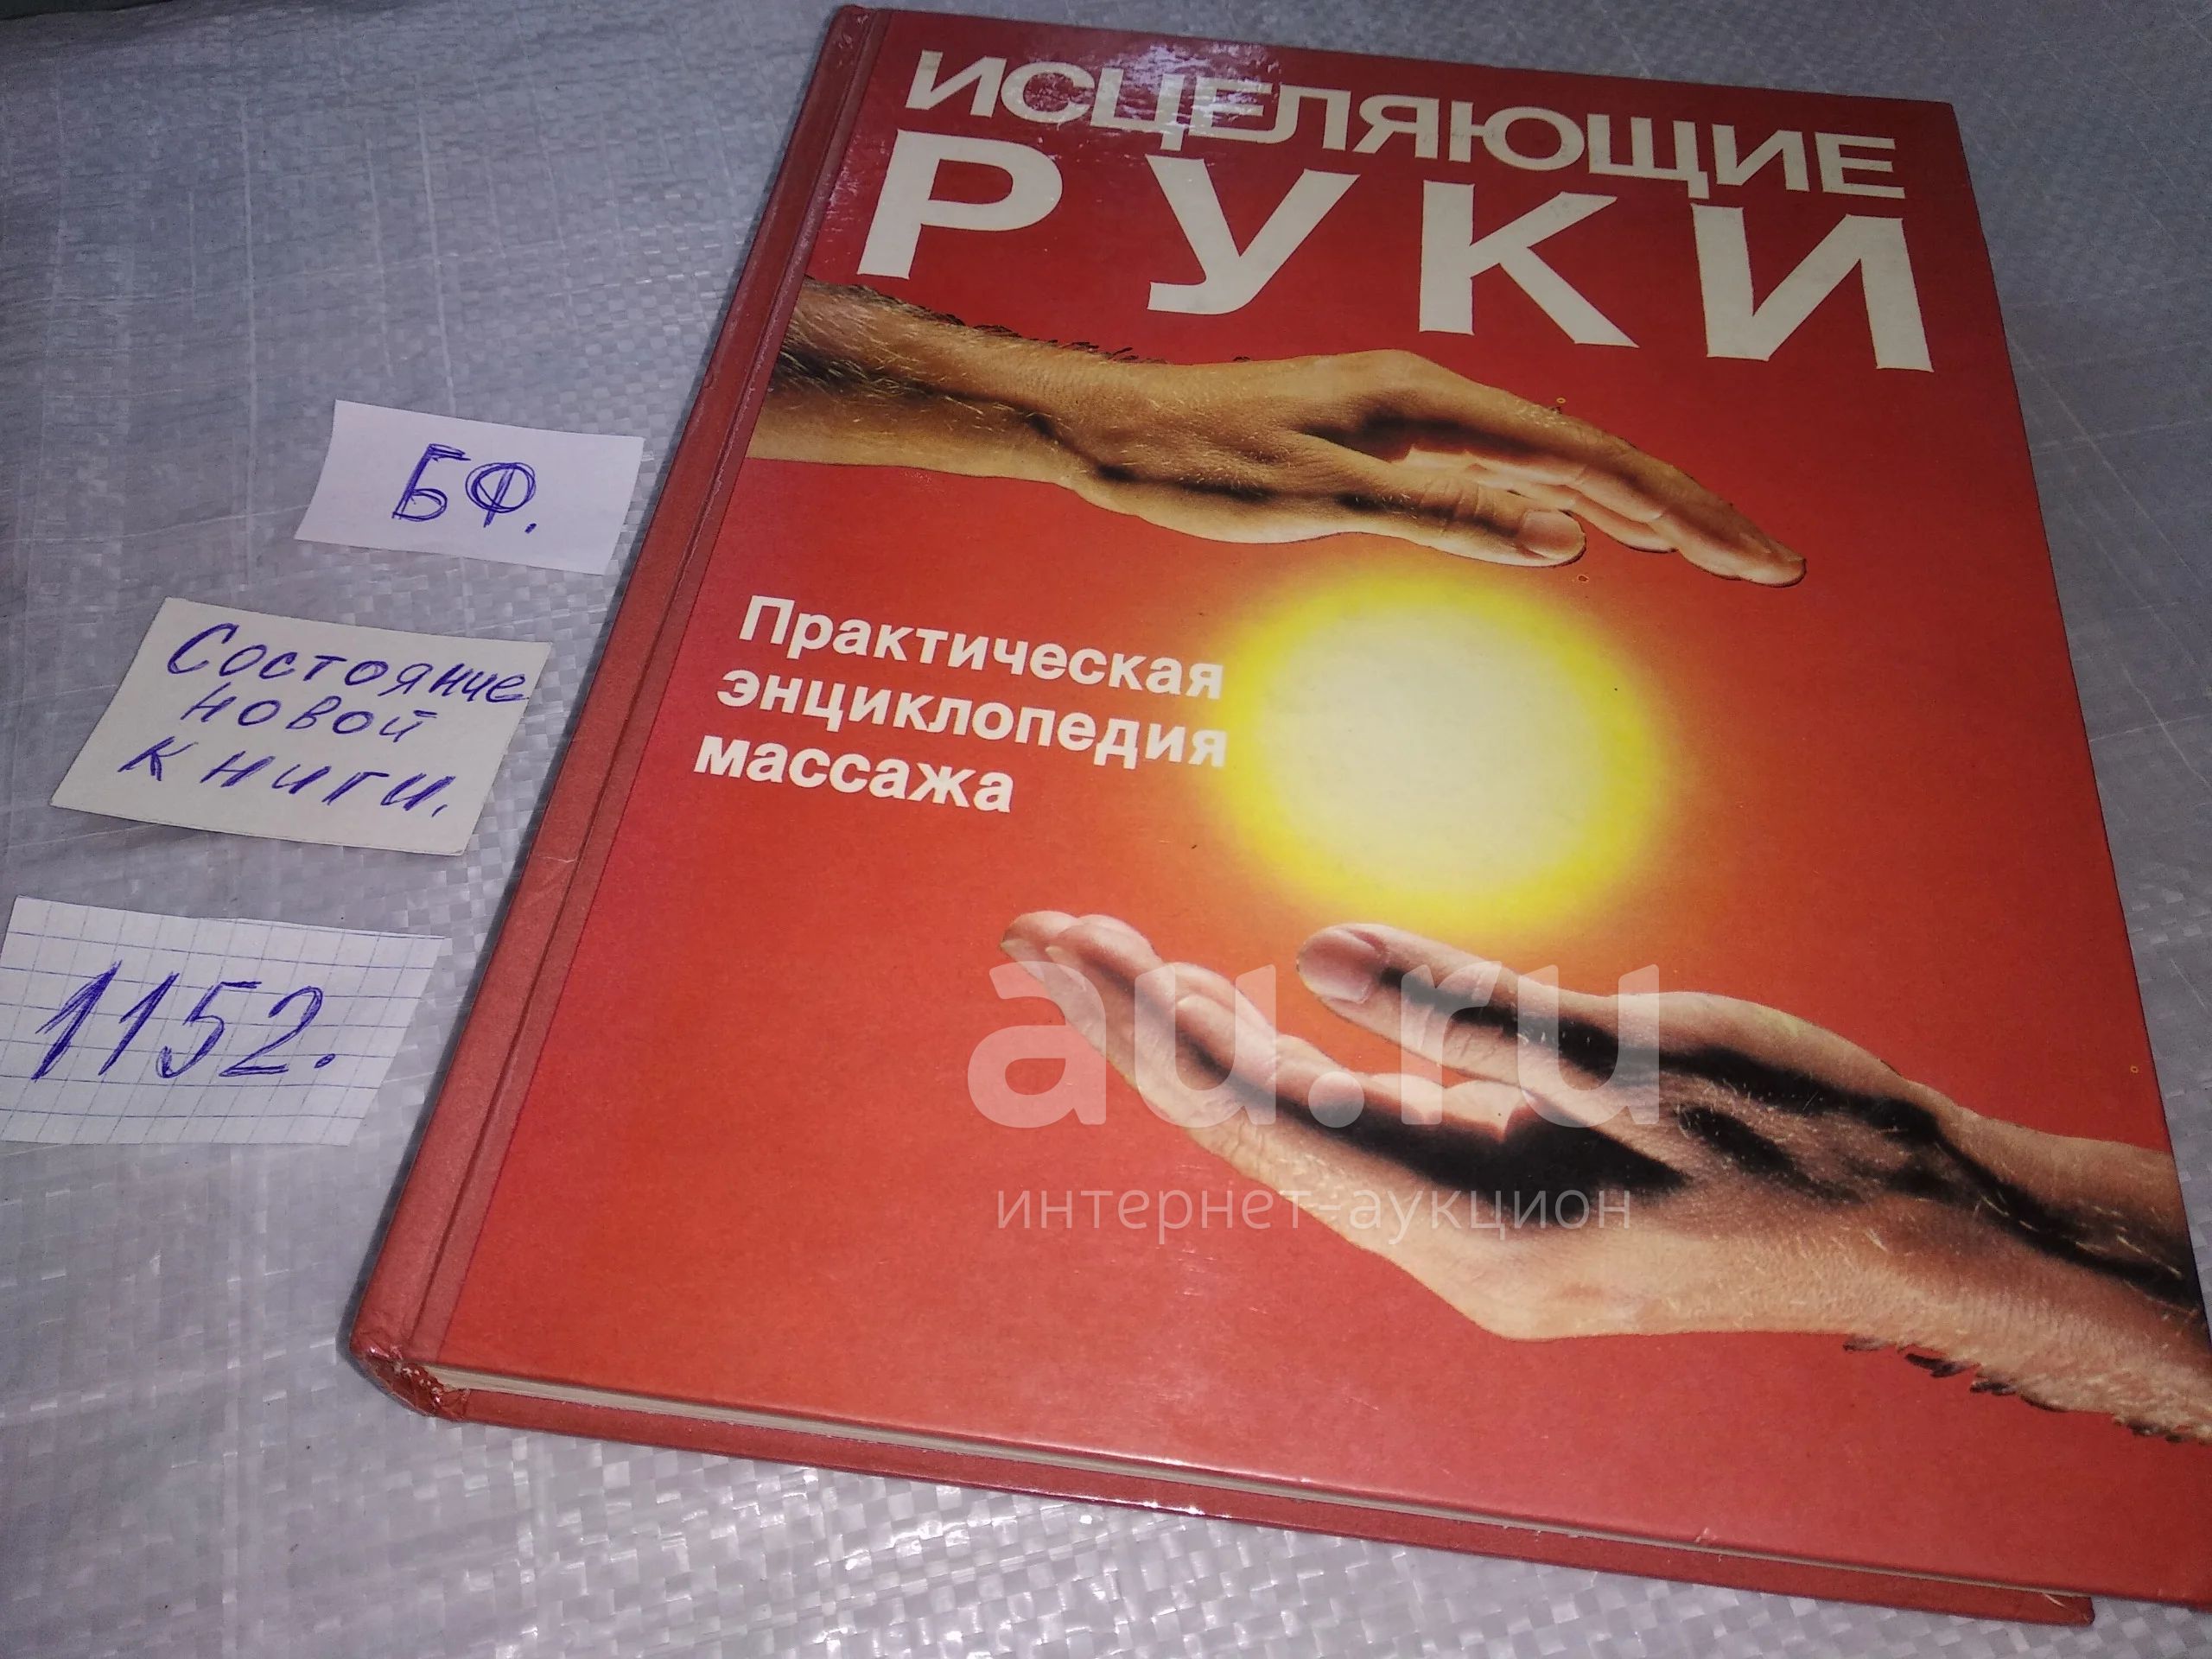 ИСЦЕЛЯЮЩИЕ
РУКИ
БФ.
Практическая
энциклопедия
массажа
Состояние
новой
книги.
1152.
au.ru
интернет-аукцион